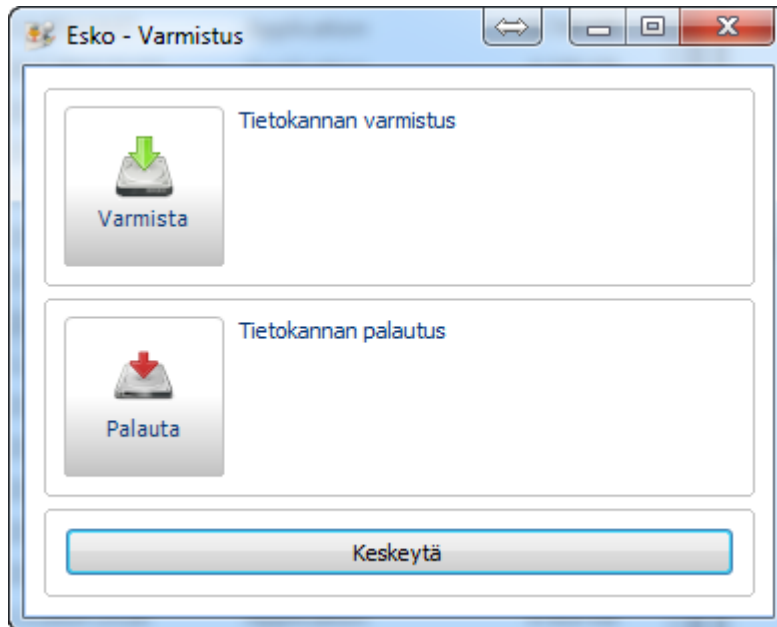 Esko - Varmistus
Tietokannan varmistus
Varmista
Tietokannan palautus
Palauta
Keskeytä